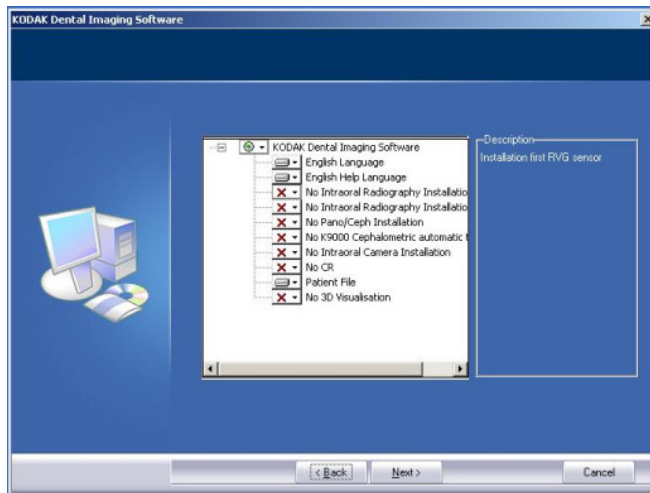 KODAK Dental Imaging Software
KODAK Dental Imaging Software
English Language
English Help Language
No Intraoral Radiography Installatio
No Intraoral Radiography Installatio
No Pano/Ceph Installation
No K9000 Cephalometric automatic t
No Intraoral Camera Installation
No CR
Patient File
No 3D Visualisation
Description
Installation first RVG sensor
< Back
Next >
Cancel